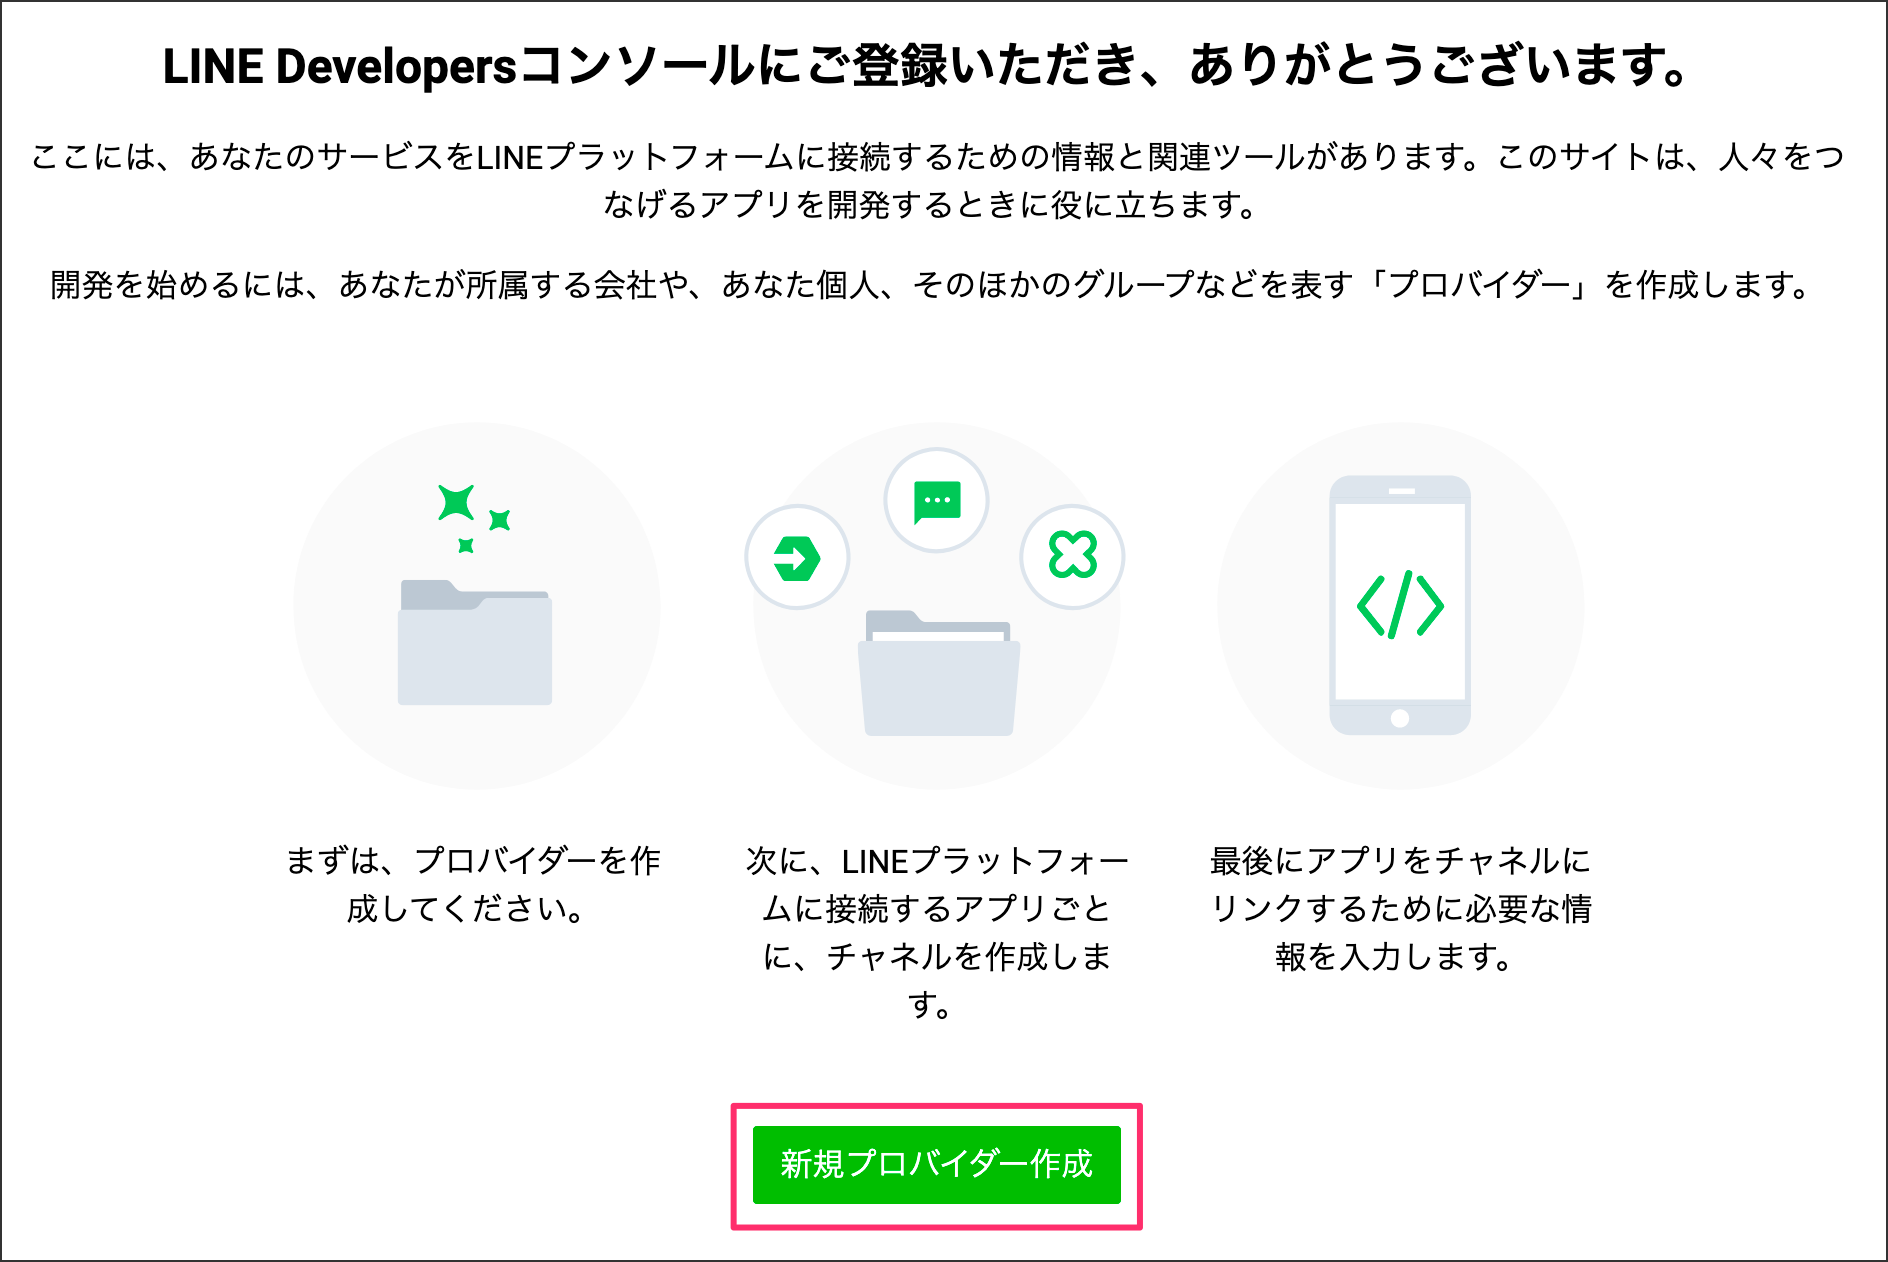 LINE Developersコンソールにご登録いただき、ありがとうございます。
ここには、あなたのサービスをLINEプラットフォームに接続するための情報と関連ツールがあります。このサイトは、人々をつ
なげるアプリを開発するときに役に立ちます。
開発を始めるには、あなたが所属する会社や、あなた個人、そのほかのグループなどを表す「プロバイダー」を作成します。
まずは、プロバイダーを作
成してください。
次に、LINEプラットフォー
ムに接続するアプリごと
に、チャネルを作成しま
す。
最後にアプリをチャネルに
リンクするために必要な情
報を入力します。
新規プロバイダー作成